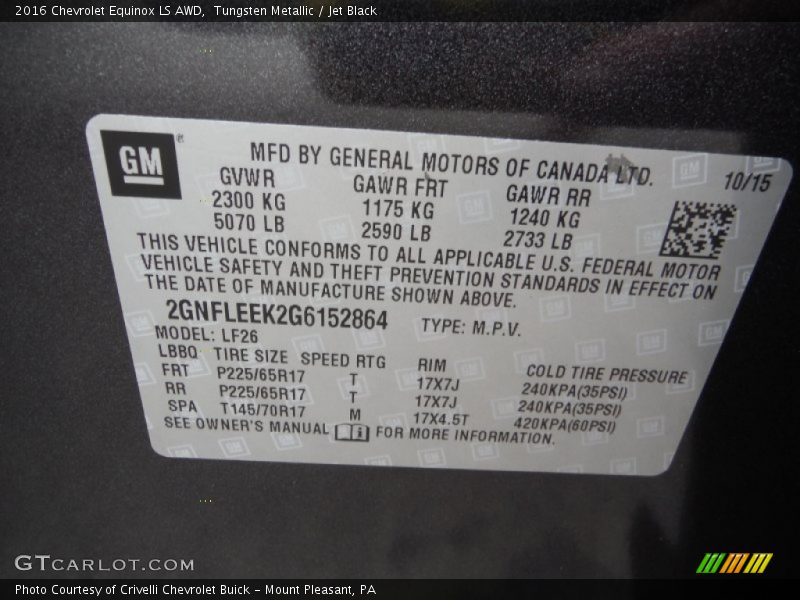 2016 Chevrolet Equinox LS AWD, Tungsten Metallic / Jet Black
GM ®
MFD BY GENERAL MOTORS OF CANADA LTD.
10/15
GVWR GAWR FRT GAWR RR
2300 KG 1175 KG 1240 KG
5070 LB 2590 LB 2733 LB
THIS VEHICLE CONFORMS TO ALL APPLICABLE U.S. FEDERAL MOTOR
VEHICLE SAFETY AND THEFT PREVENTION STANDARDS IN EFFECT ON
THE DATE OF MANUFACTURE SHOWN ABOVE.
2GNFLEEK2G6152864 TYPE: M.P.V.
MODEL: LF26
LBBQ TIRE SIZE SPEED RTG RIM COLD TIRE PRESSURE
FRT P225/65R17 T 17X7J 240KPA(35PSI)
RR P225/65R17 T 17X7J 240KPA(35PSI)
SPA T145/70R17 M 17X4.5T 420KPA(60PSI)
SEE OWNER'S MANUAL FOR MORE INFORMATION.
GTCARLOT.COM
Photo Courtesy of Crivelli Chevrolet Buick – Mount Pleasant, PA